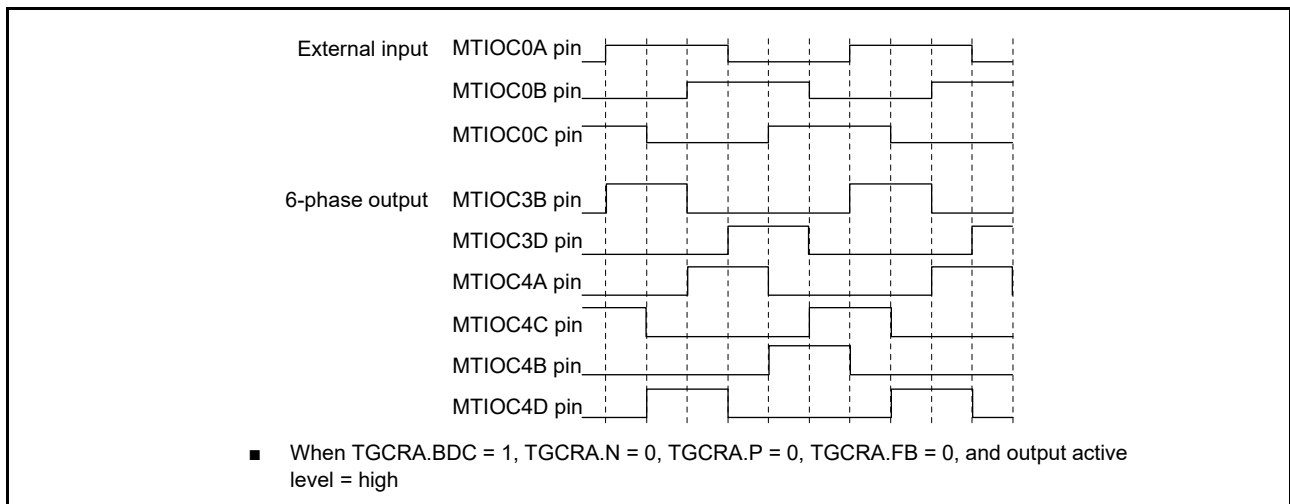 External input MTIOC0A pin
MTIOC0B pin
MTIOC0C pin
6-phase output MTIOC3B pin
MTIOC3D pin
MTIOC4A pin
MTIOC4C pin
MTIOC4B pin
MTIOC4D pin
■ When TGCRA.BDC = 1, TGCRA.N = 0, TGCRA.P = 0, TGCRA.FB = 0, and output active
level = high